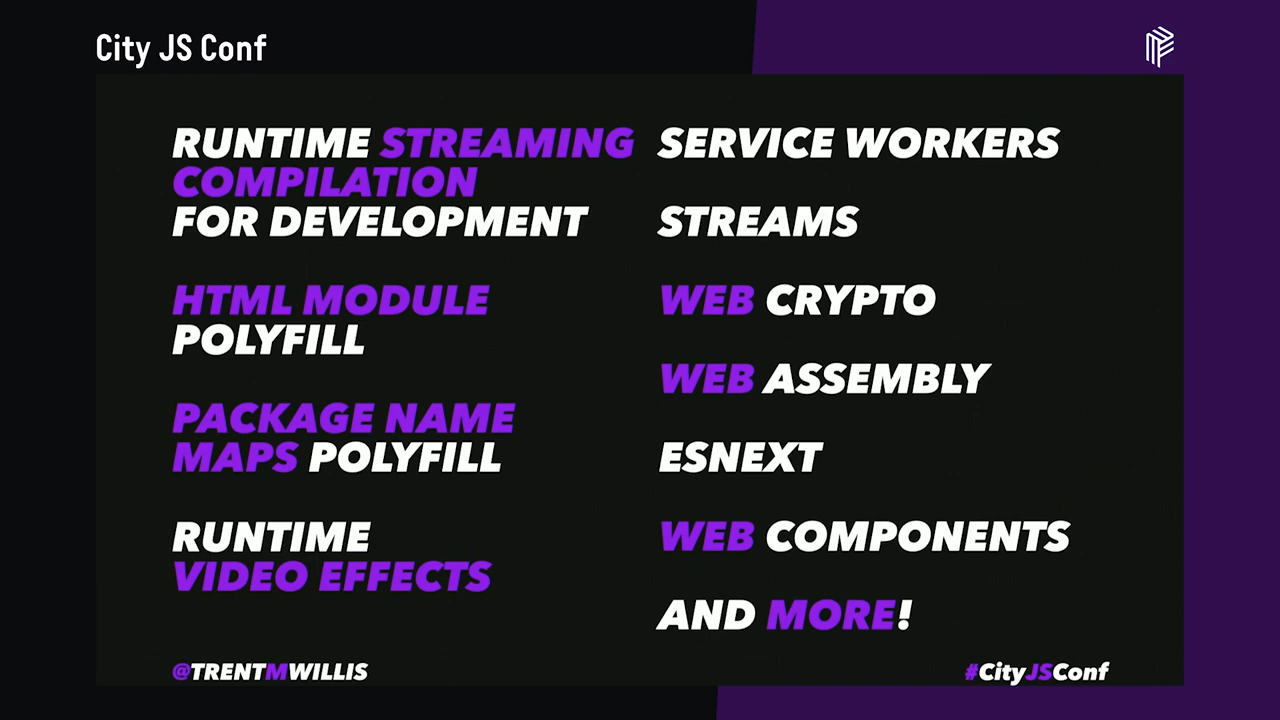 City JS Conf
RUNTIME STREAMING
COMPILATION
FOR DEVELOPMENT
HTML MODULE
POLYFILL
PACKAGE NAME
MAPS POLYFILL
RUNTIME
VIDEO EFFECTS
SERVICE WORKERS
STREAMS
WEB CRYPTO
WEB ASSEMBLY
ESNEXT
WEB COMPONENTS
AND MORE!
@TRENTMWILLIS
#CityJSConf